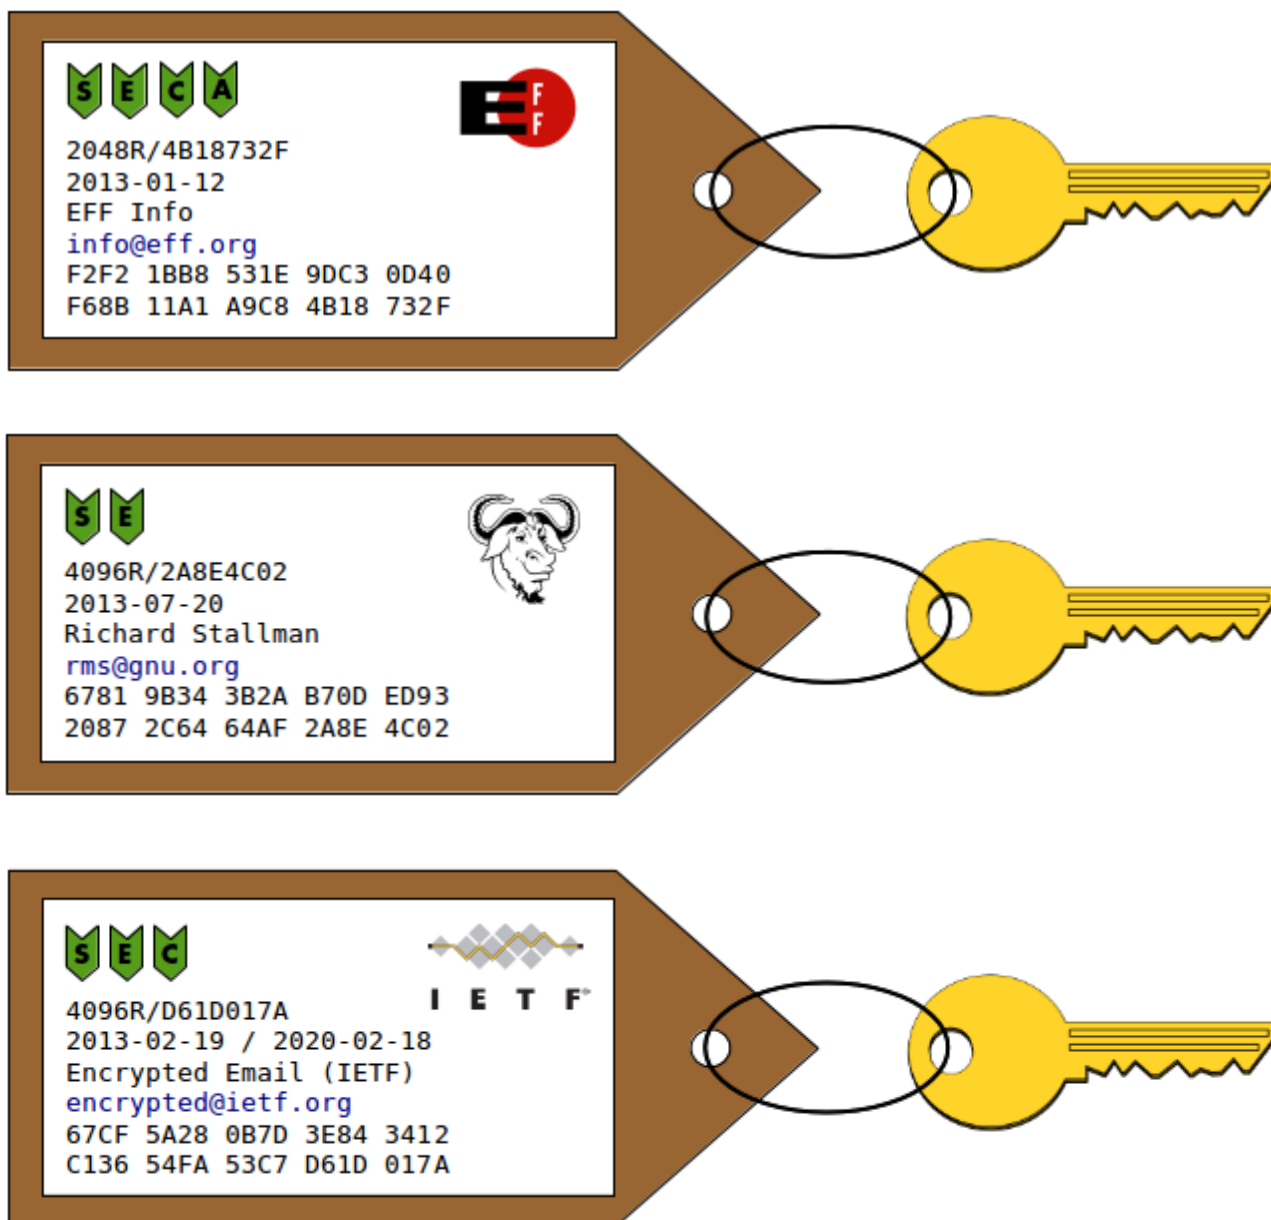 S E C A
E F F
2048R/4B18732F
2013-01-12
EFF Info
info@eff.org
F2F2 1BB8 531E 9DC3 0D40
F68B 11A1 A9C8 4B18 732F
S E
4096R/2A8E4C02
2013-07-20
Richard Stallman
rms@gnu.org
6781 9B34 3B2A B70D ED93
2087 2C64 64AF 2A8E 4C02
S E C
I E T F
4096R/D61D017A
2013-02-19 / 2020-02-18
Encrypted Email (IETF)
encrypted@ietf.org
67CF 5A28 0B7D 3E84 3412
C136 54FA 53C7 D61D 017A